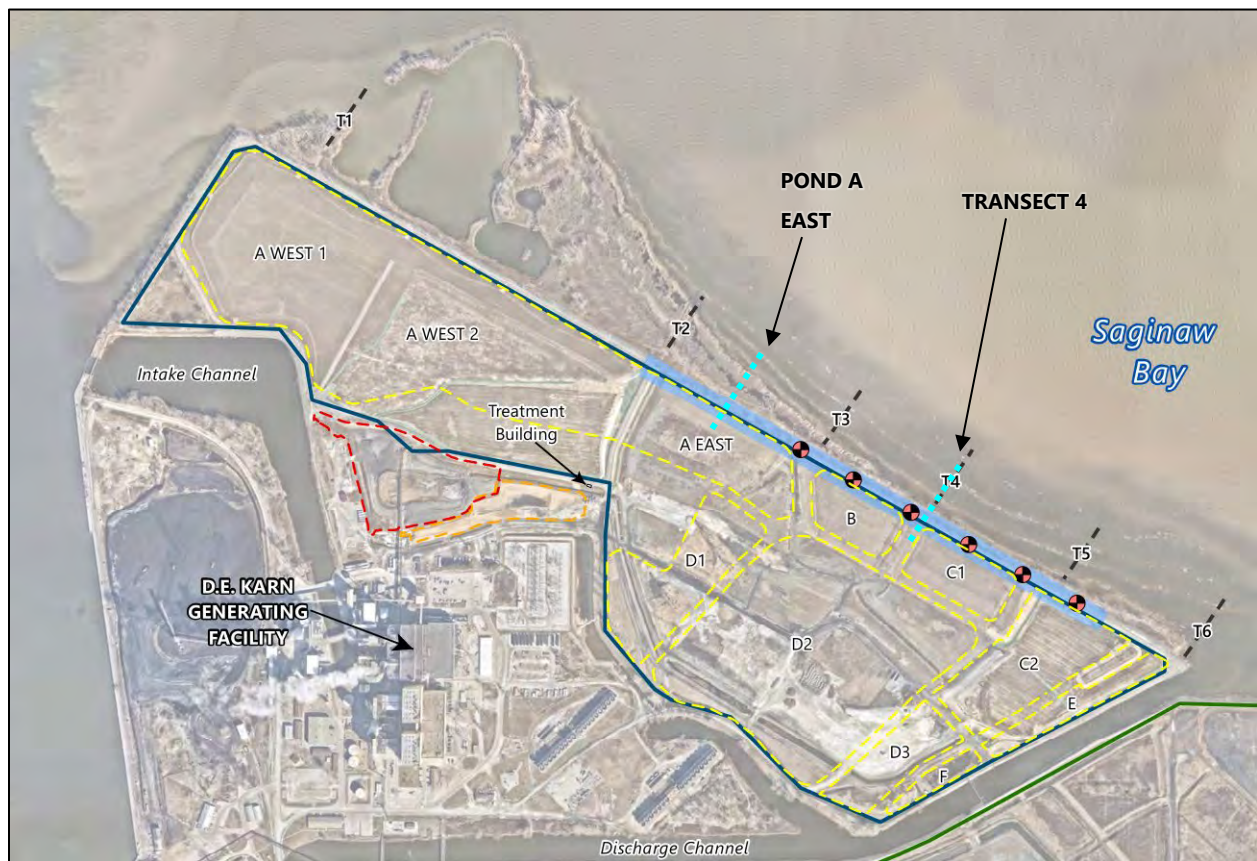 T1
POND A
EAST
TRANSECT 4
A WEST 1
A WEST 2
T2
Saginaw
Bay
Intake Channel
Treatment
Building
T3
A EAST
T4
B
D1
C1
T5
D.E. KARN
GENERATING
FACILITY
T6
D2
C2
E
D3
F
Discharge Channel